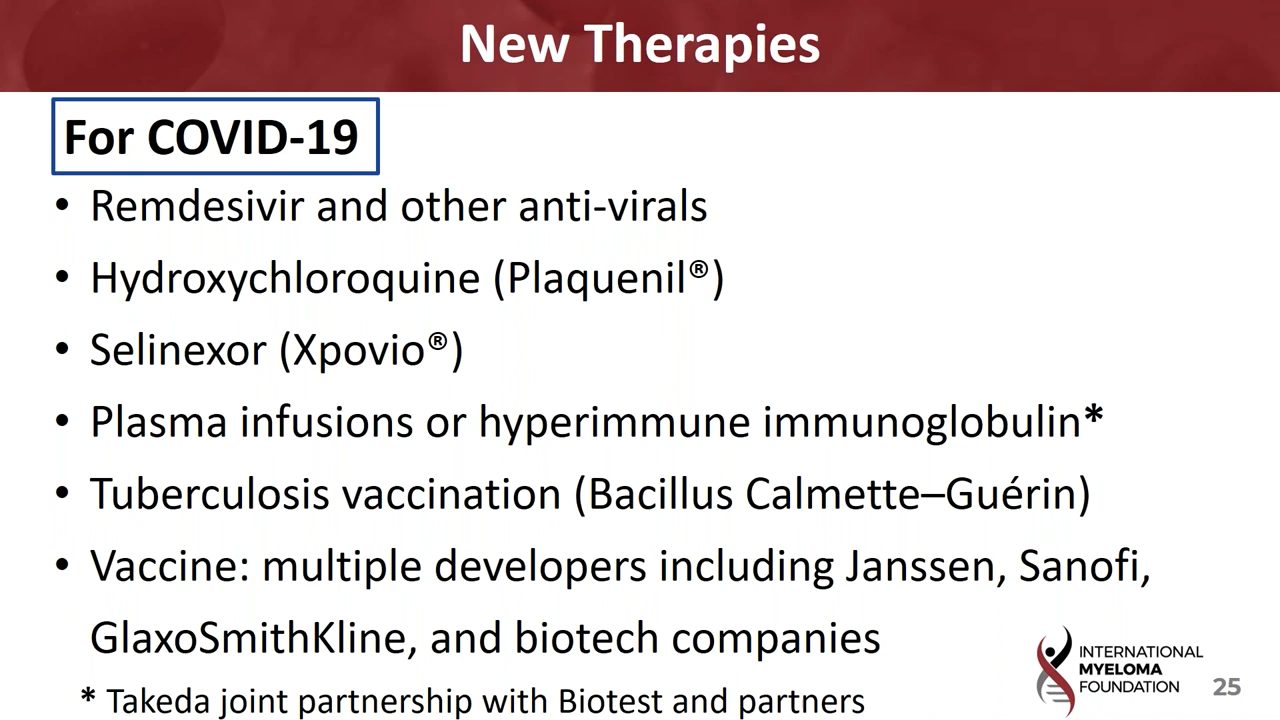 New Therapies
For COVID-19
• Remdesivir and other anti-virals
• Hydroxychloroquine (Plaquenil®)
• Selinexor (Xpovio®)
• Plasma infusions or hyperimmune immunoglobulin*
• Tuberculosis vaccination (Bacillus Calmette–Guérin)
• Vaccine: multiple developers including Janssen, Sanofi,
GlaxoSmithKline, and biotech companies
* Takeda joint partnership with Biotest and partners
INTERNATIONAL
MYELOMA
FOUNDATION
25